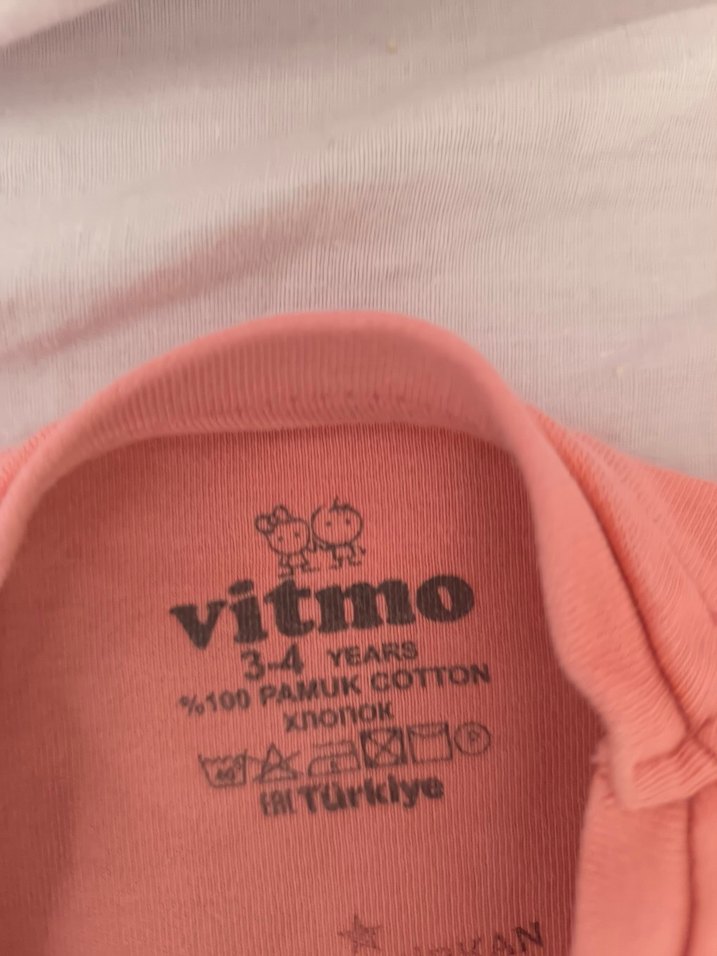 vitmo
3-4 YEARS
%100 PAMUK COTTON
ХЛОПОК
EAC Türkiye